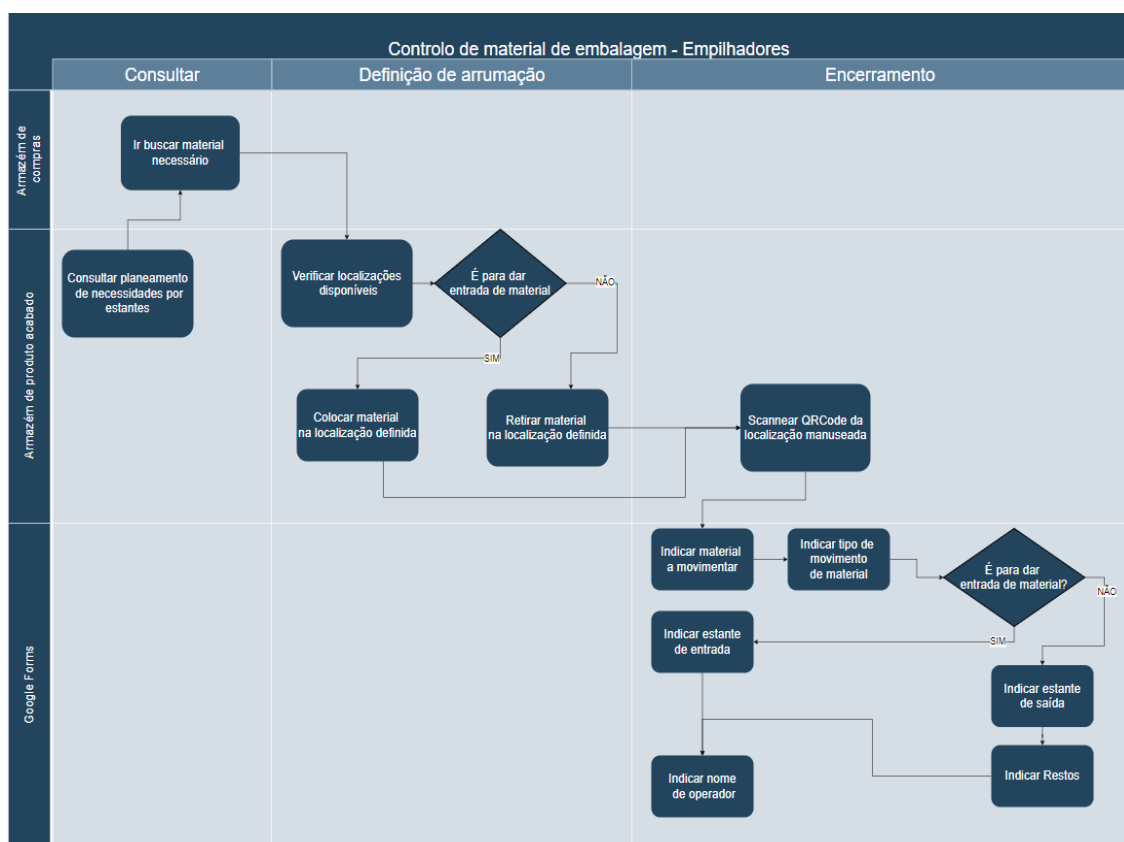 Controlo de material de embalagem - Empilhadores
Consultar
Definição de arrumação
Encerramento
Armazém de
compras
Ir buscar material
necessário
Armazém de produto acabado
Consultar planeamento
de necessidades por
estantes
Verificar localizações
disponíveis
É para dar
entrada de material
NÃO
SIM
Colocar material
na localização definida
Retirar material
na localização definida
Scannear QRCode da
localização manuseada
Google Forms
Indicar material
a movimentar
Indicar tipo de
movimento
de material
É para dar
entrada de material?
NÃO
SIM
Indicar estante
de entrada
Indicar estante
de saída
Indicar Restos
Indicar nome
de operador